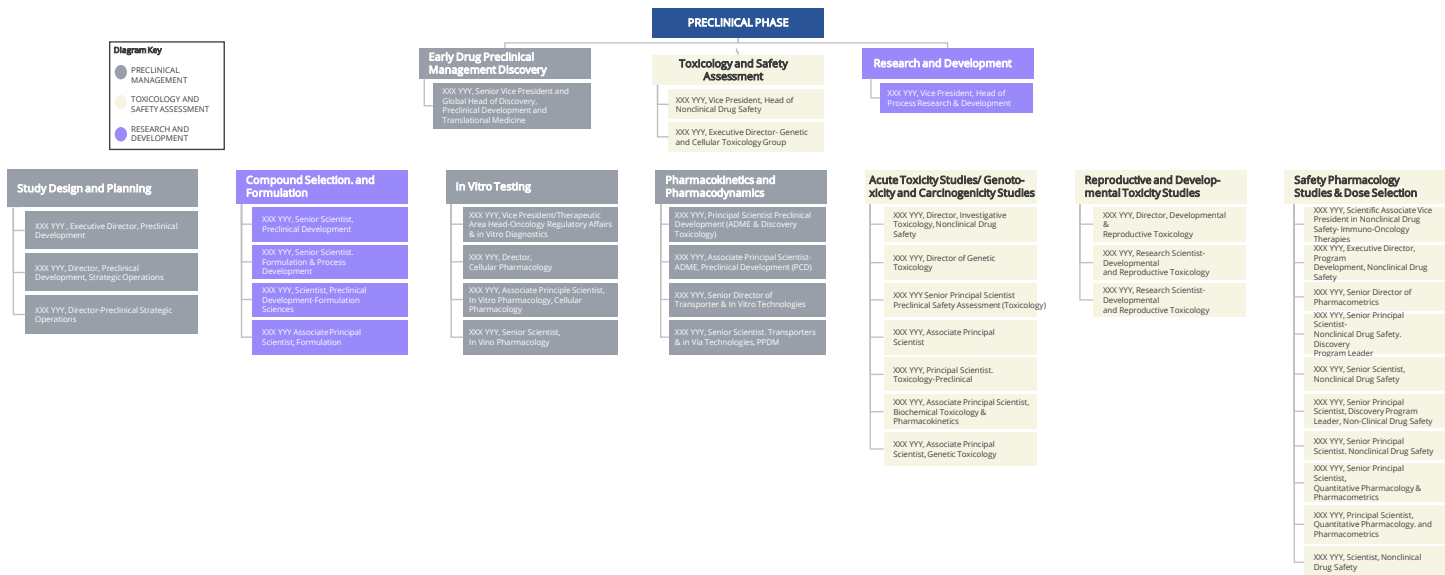 PRECLINICAL PHASE
Diagram Key
PRECLINICAL
MANAGEMENT
TOXICOLOGY AND
SAFETY ASSESSMENT
RESEARCH AND
DEVELOPMENT
Early Drug Preclinical
Management Discovery
XXX YYY, Senior Vice President and
Global Head of Discovery,
Preclinical Development and
Translational Medicine
Toxicology and Safety
Assessment
XXX YYY, Vice President, Head of
Nonclinical Drug Safety
XXX YYY, Executive Director- Genetic
and Cellular Toxicology Group
Research and Development
XXX YYY, Vice President, Head of
Process Research & Development
Study Design and Planning
XXX YYY , Executive Director, Preclinical
Development
XXX YYY, Director, Preclinical
Development, Strategic Operations
XXX YYY, Director-Preclinical Strategic
Operations
Compound Selection. and
Formulation
XXX YYY, Senior Scientist,
Preclinical Development
XXX YYY, Senior Scientist.
Formulation & Process
Development
XXX YYY, Scientist, Preclinical
Development-Formulation
Sciences
XXX YYY Associate Principal
Scientist, Formulation
In Vitro Testing
XXX YYY, Vice President/Therapeutic
Area Head-Oncology Regulatory Affairs
& in Vitro Diagnostics
XXX YYY, Drector,
Cellular Pharmacology
XXX YYY, Associate Principle Scientist,
In Vitro Pharmacology, Cellular
Pharmacology
XXX YYY, Senior Scientist,
In Vino Pharmacology
Pharmacokinetics and
Pharmacodynamics
XXX YYY, Principal Scientist Preclinical
Development (ADME & Discovery
Toxicology)
XXX YYY, Associate Principal Scientist-
ADME, Preclinical Development (PCD)
XXX YYY, Senior Director of
Transporter & In Vitro Technologies
XXX YYY, Senior Scientist. Transporters
& in Via Technologies, PPDM
Acute Toxicity Studies/ Genoto-
xicity and Carcinogenicity Studies
XXX YYY, Director, Investigative
Toxicology, Nonclinical Drug
Safety
XXX YYY, Director of Genetic
Toxicology
XXX YYY Senior Principal Scientist
Preclinical Safety Assessment (Toxicology)
XXX YYY, Associate Principal
Scientist
XXX YYY, Principal Scientist.
Toxicology-Preclinical
XXX YYY, Associate Principal Scientist,
Biochemical Toxicology &
Pharmacokinetics
XXX YYY, Associate Principal
Scientist, Genetic Toxicology
Reproductive and Develop-
mental Toxicity Studies
XXX YYY, Director, Developmental
&
Reproductive Toxicology
XXX YYY, Research Scientist-
Developmental
and Reproductive Toxicology
XXX YYY, Research Scientist-
Developmental
and Reproductive Toxicology
Safety Pharmacology
Studies & Dose Selection
XXX YYY, Scientific Associate Vice
President in Nonclinical Drug
Safety- Immuno-Oncology
Therapies
XXX YYY, Executive Director,
Program
Development, Nonclinical Drug
Safety
XXX YYY, Senior Director of
Pharmacometrics
XXX YYY, Senior Principal
Scientist-
Nonclinical Drug Safety.
Discovery
Program Leader
XXX YYY, Senior Scientist,
Nonclinical Drug Safety
XXX YYY, Senior Principal
Scientist, Discovery Program
Leader, Non-Clinical Drug Safety
XXX YYY, Senior Principal
Scientist. Nonclinical Drug Safety
XXX YYY, Senior Principal
Scientist,
Quantitative Pharmacology &
Pharmacometrics
XXX YYY, Principal Scientist,
Quantitative Pharmacology. and
Pharmacometrics
XXX YYY, Scientist, Nonclinical
Drug Safety